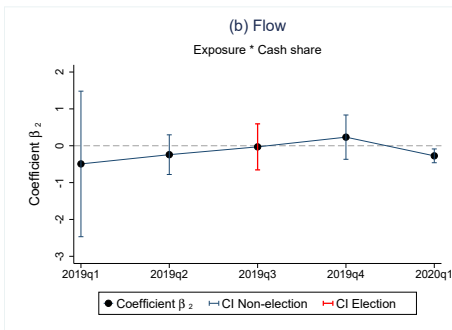 (b) Flow
Exposure * Cash share
Coefficient β₂
2
1
0
-1
-2
-3
2019q1 2019q2 2019q3 2019q4 2020q1
Coefficient β₂ CI Non-election CI Election